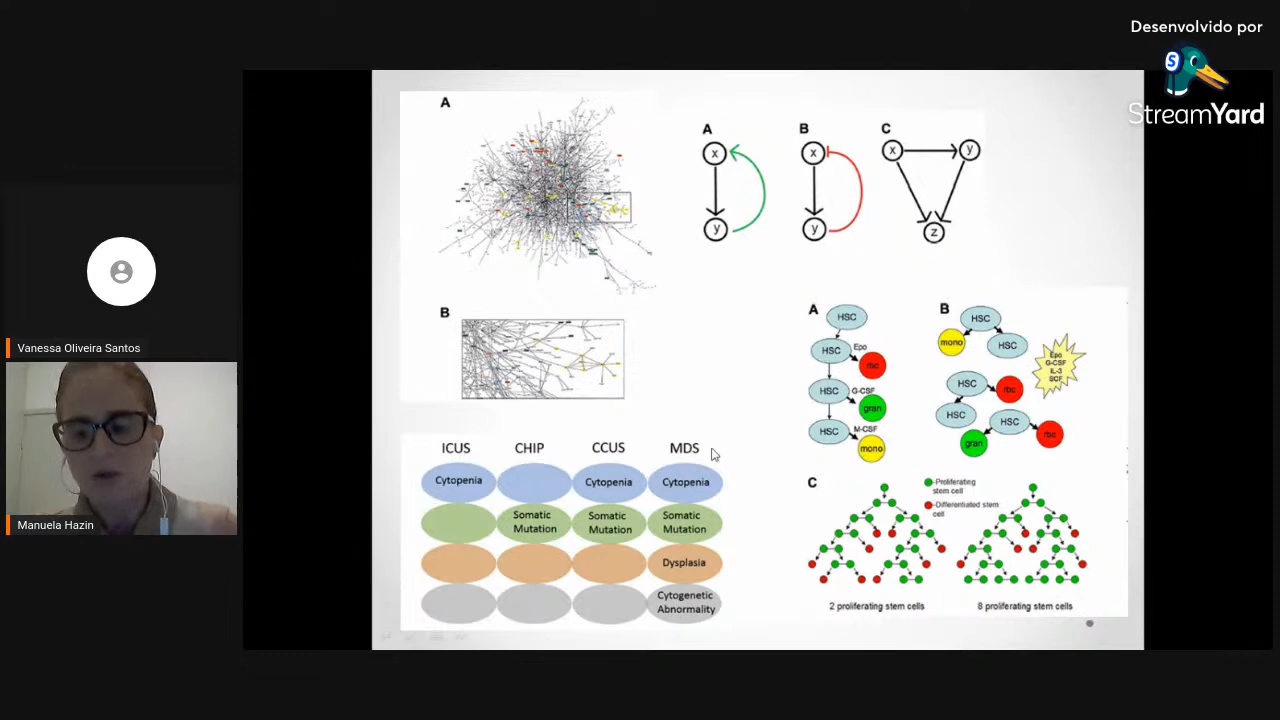 Desenvolvido por
StreamYard
S
Vanessa Oliveira Santos
Manuela Hazin
A
B
A
x
y
B
x
y
C
x
y
z
A
HSC
HSC
Epo
rbc
HSC
G-CSF
gran
HSC
M-CSF
mono
B
HSC
mono
HSC
Epo
G-CSF
IL-3
SCF
HSC
rbc
HSC
HSC
gran
rbc
C
Proliferating
stem cell
Differentiated stem
cell
2 proliferating stem cells
8 proliferating stem cells
ICUS
CHIP
CCUS
MDS
Cytopenia
Cytopenia
Cytopenia
Somatic
Mutation
Somatic
Mutation
Somatic
Mutation
Dysplasia
Cytogenetic
Abnormality